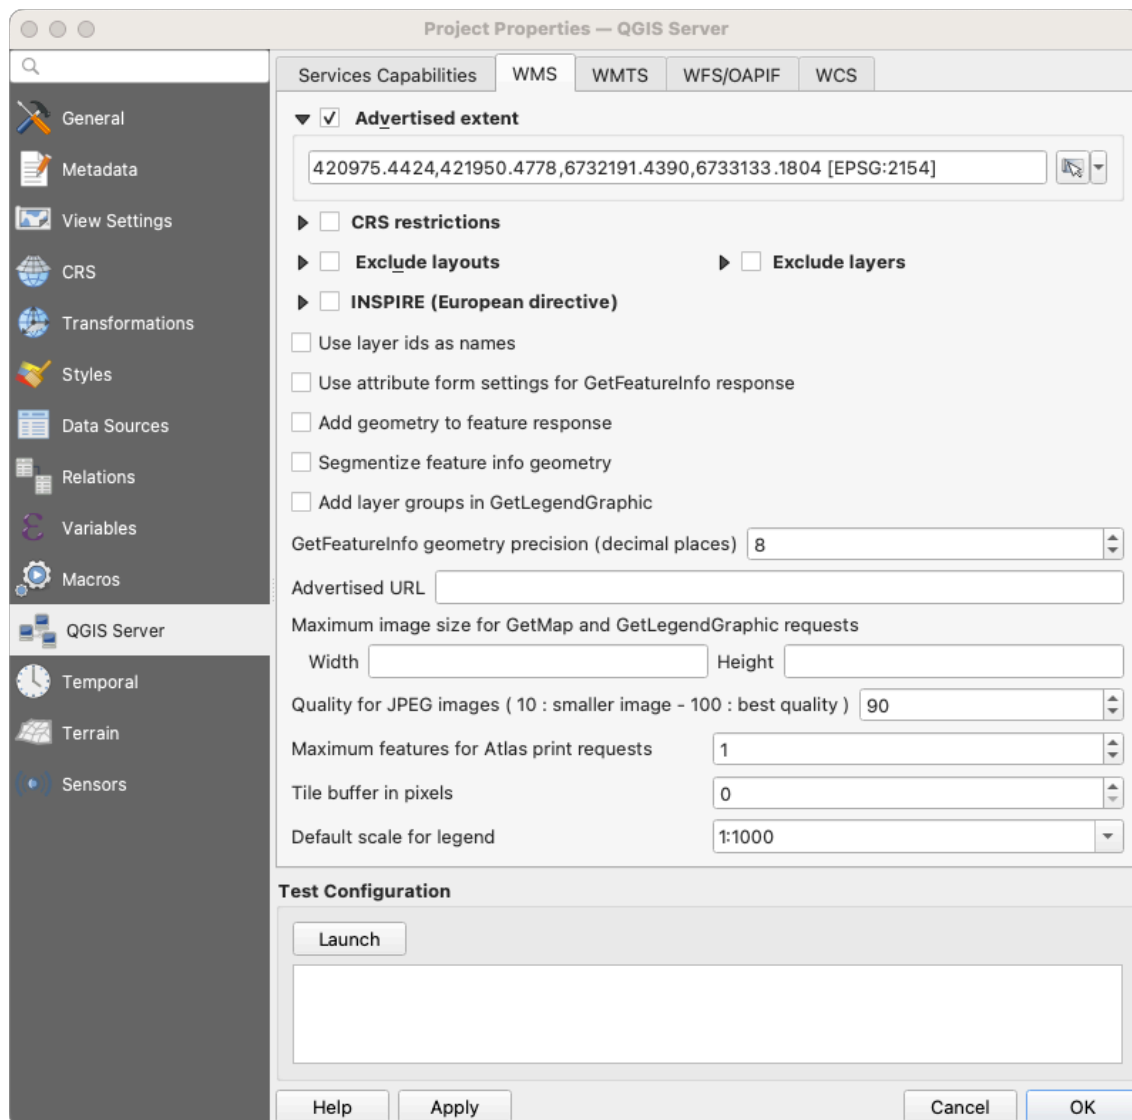 Project Properties — QGIS Server
General
Metadata
View Settings
CRS
Transformations
Styles
Data Sources
Relations
Variables
Macros
QGIS Server
Temporal
Terrain
Sensors
Services Capabilities WMS WMTS WFS/OAPIF WCS
Advertised extent
420975.4424,421950.4778,6732191.4390,6733133.1804 [EPSG:2154]
CRS restrictions
Exclude layouts Exclude layers
INSPIRE (European directive)
Use layer ids as names
Use attribute form settings for GetFeatureInfo response
Add geometry to feature response
Segmentize feature info geometry
Add layer groups in GetLegendGraphic
GetFeatureInfo geometry precision (decimal places) 8
Advertised URL
Maximum image size for GetMap and GetLegendGraphic requests
Width Height
Quality for JPEG images ( 10 : smaller image - 100 : best quality ) 90
Maximum features for Atlas print requests 1
Tile buffer in pixels 0
Default scale for legend 1:1000
Test Configuration
Launch
Help Apply Cancel OK